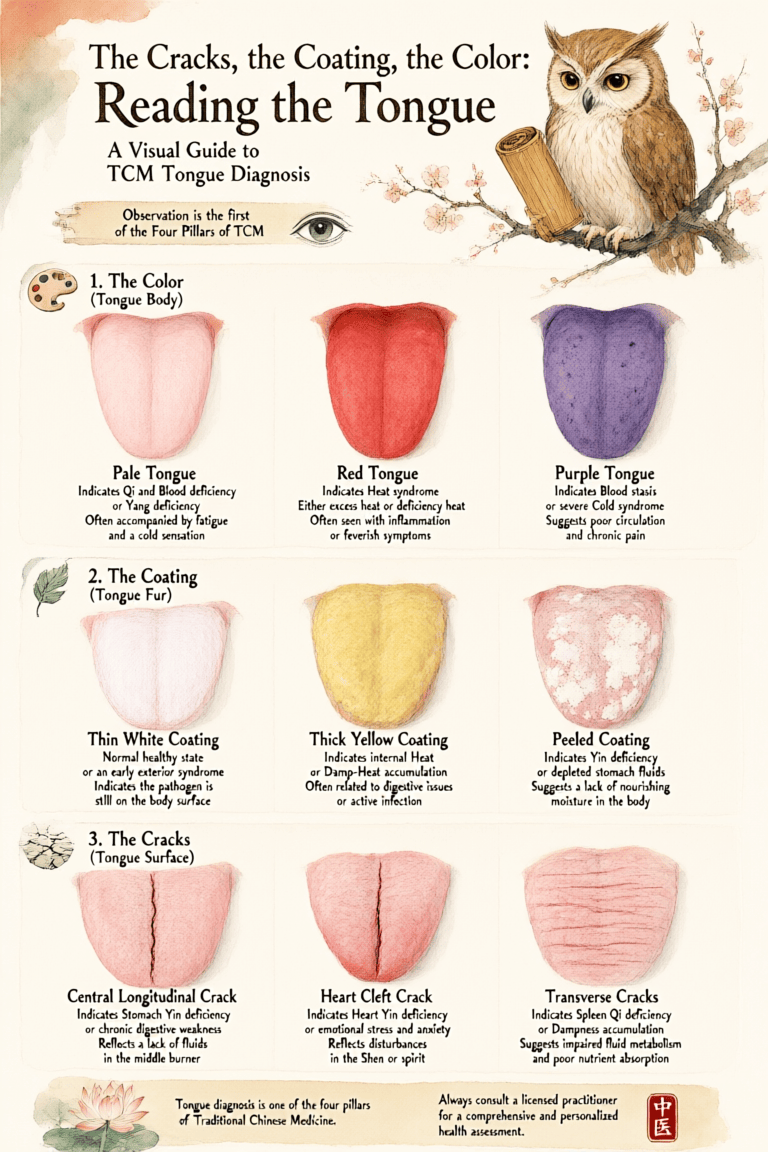 The Cracks, the Coating, the Color:
Reading the Tongue
A Visual Guide to
TCM Tongue Diagnosis
Observation is the first
of the Four Pillars of TCM
1. The Color
(Tongue Body)
Pale Tongue
Indicates Qi and Blood deficiency
or Yang deficiency
Often accompanied by fatigue
and a cold sensation
Red Tongue
Indicates Heat syndrome
Either excess heat or deficiency heat
Often seen with inflammation
or feverish symptoms
Purple Tongue
Indicates Blood stasis
or severe Cold syndrome
Suggests poor circulation
and chronic pain
2. The Coating
(Tongue Fur)
Thin White Coating
Normal healthy state
or an early exterior syndrome
Indicates the pathogen is
still on the body surface
Thick Yellow Coating
Indicates internal Heat
or Damp-Heat accumulation
Often related to digestive issues
or active infection
Peeled Coating
Indicates Yin deficiency
or depleted stomach fluids
Suggests a lack of nourishing
moisture in the body
3. The Cracks
(Tongue Surface)
Central Longitudinal Crack
Indicates Stomach Yin deficiency
or chronic digestive weakness
Reflects a lack of fluids
in the middle burner
Heart Cleft Crack
Indicates Heart Yin deficiency
or emotional stress and anxiety
Reflects disturbances
in the Shen or spirit
Transverse Cracks
Indicates Spleen Qi deficiency
or Dampness accumulation
Suggests impaired fluid metabolism
and poor nutrient absorption
Tongue diagnosis is one of the four pillars
of Traditional Chinese Medicine.
Always consult a licensed practitioner
for a comprehensive and personalized
health assessment.
中医